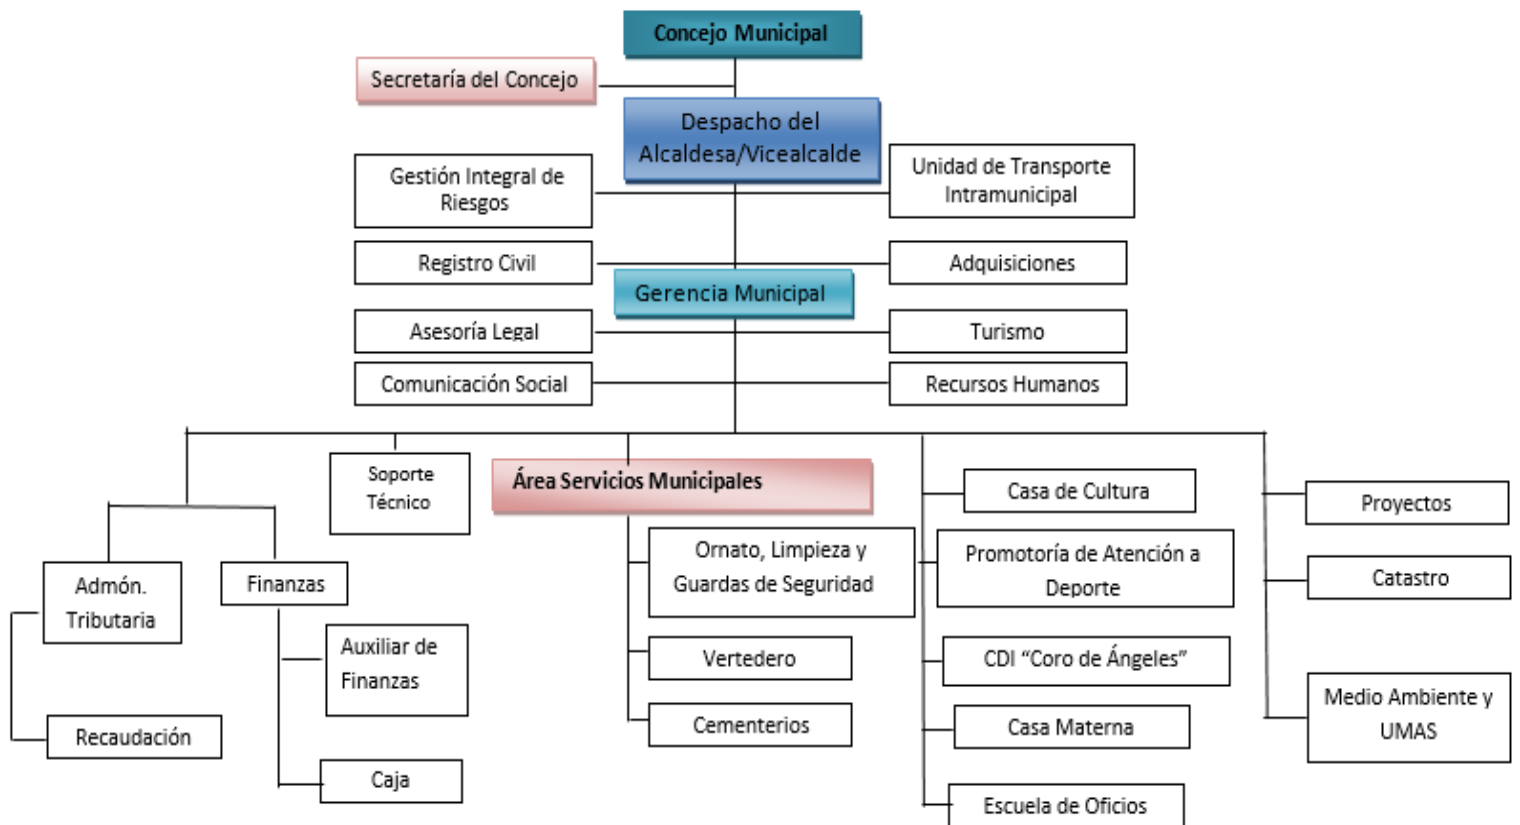 Concejo Municipal
Secretaría del Concejo
Despacho del
Alcaldesa/Vicealcalde
Gestión Integral de
Riesgos
Unidad de Transporte
Intramunicipal
Registro Civil
Adquisiciones
Gerencia Municipal
Asesoría Legal
Turismo
Comunicación Social
Recursos Humanos
Soporte
Técnico
Área Servicios Municipales
Casa de Cultura
Proyectos
Ornato, Limpieza y
Guardas de Seguridad
Promotoría de Atención a
Deporte
Catastro
Admón.
Tributaria
Finanzas
Auxiliar de
Finanzas
Vertedero
CDI “Coro de Ángeles”
Medio Ambiente y
UMAS
Recaudación
Cementerios
Casa Materna
Caja
Escuela de Oficios